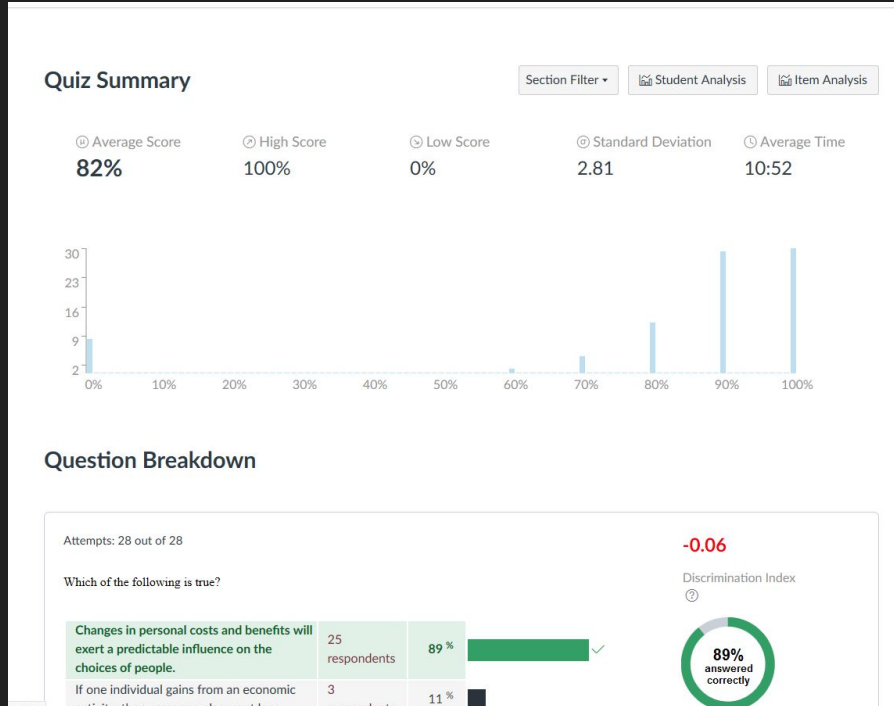 Quiz Summary
Section Filter
Student Analysis
Item Analysis
Average Score
High Score
Low Score
Standard Deviation
Average Time
82%
100%
0%
2.81
10:52
30
23
16
9
2
0%
10%
20%
30%
40%
50%
60%
70%
80%
90%
100%
Question Breakdown
Attempts: 28 out of 28
-0.06
Discrimination Index
?
Which of the following is true?
Changes in personal costs and benefits will
exert a predictable influence on the
choices of people.
25
respondents
89 %
89%
answered
correctly
If one individual gains from an economic
3
11 %